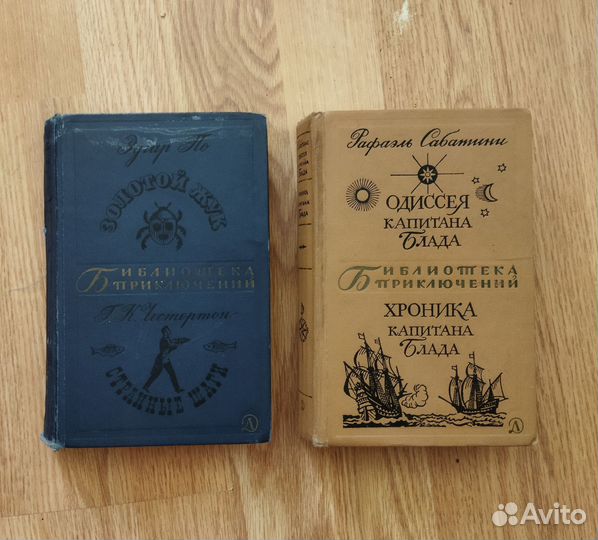 Эдгар По
ЗОЛОТОЙ ЖУК
БИБЛИОТЕКА
ПРИКЛЮЧЕНИЙ
Г. К. Честертон
СТРАННЫЕ ШАГИ
Рафаэль Сабатини
ОДИССЕЯ
КАПИТАНА
БЛАДА
БИБЛИОТЕКА
ПРИКЛЮЧЕНИЙ
ХРОНИКА
КАПИТАНА
БЛАДА
Avito